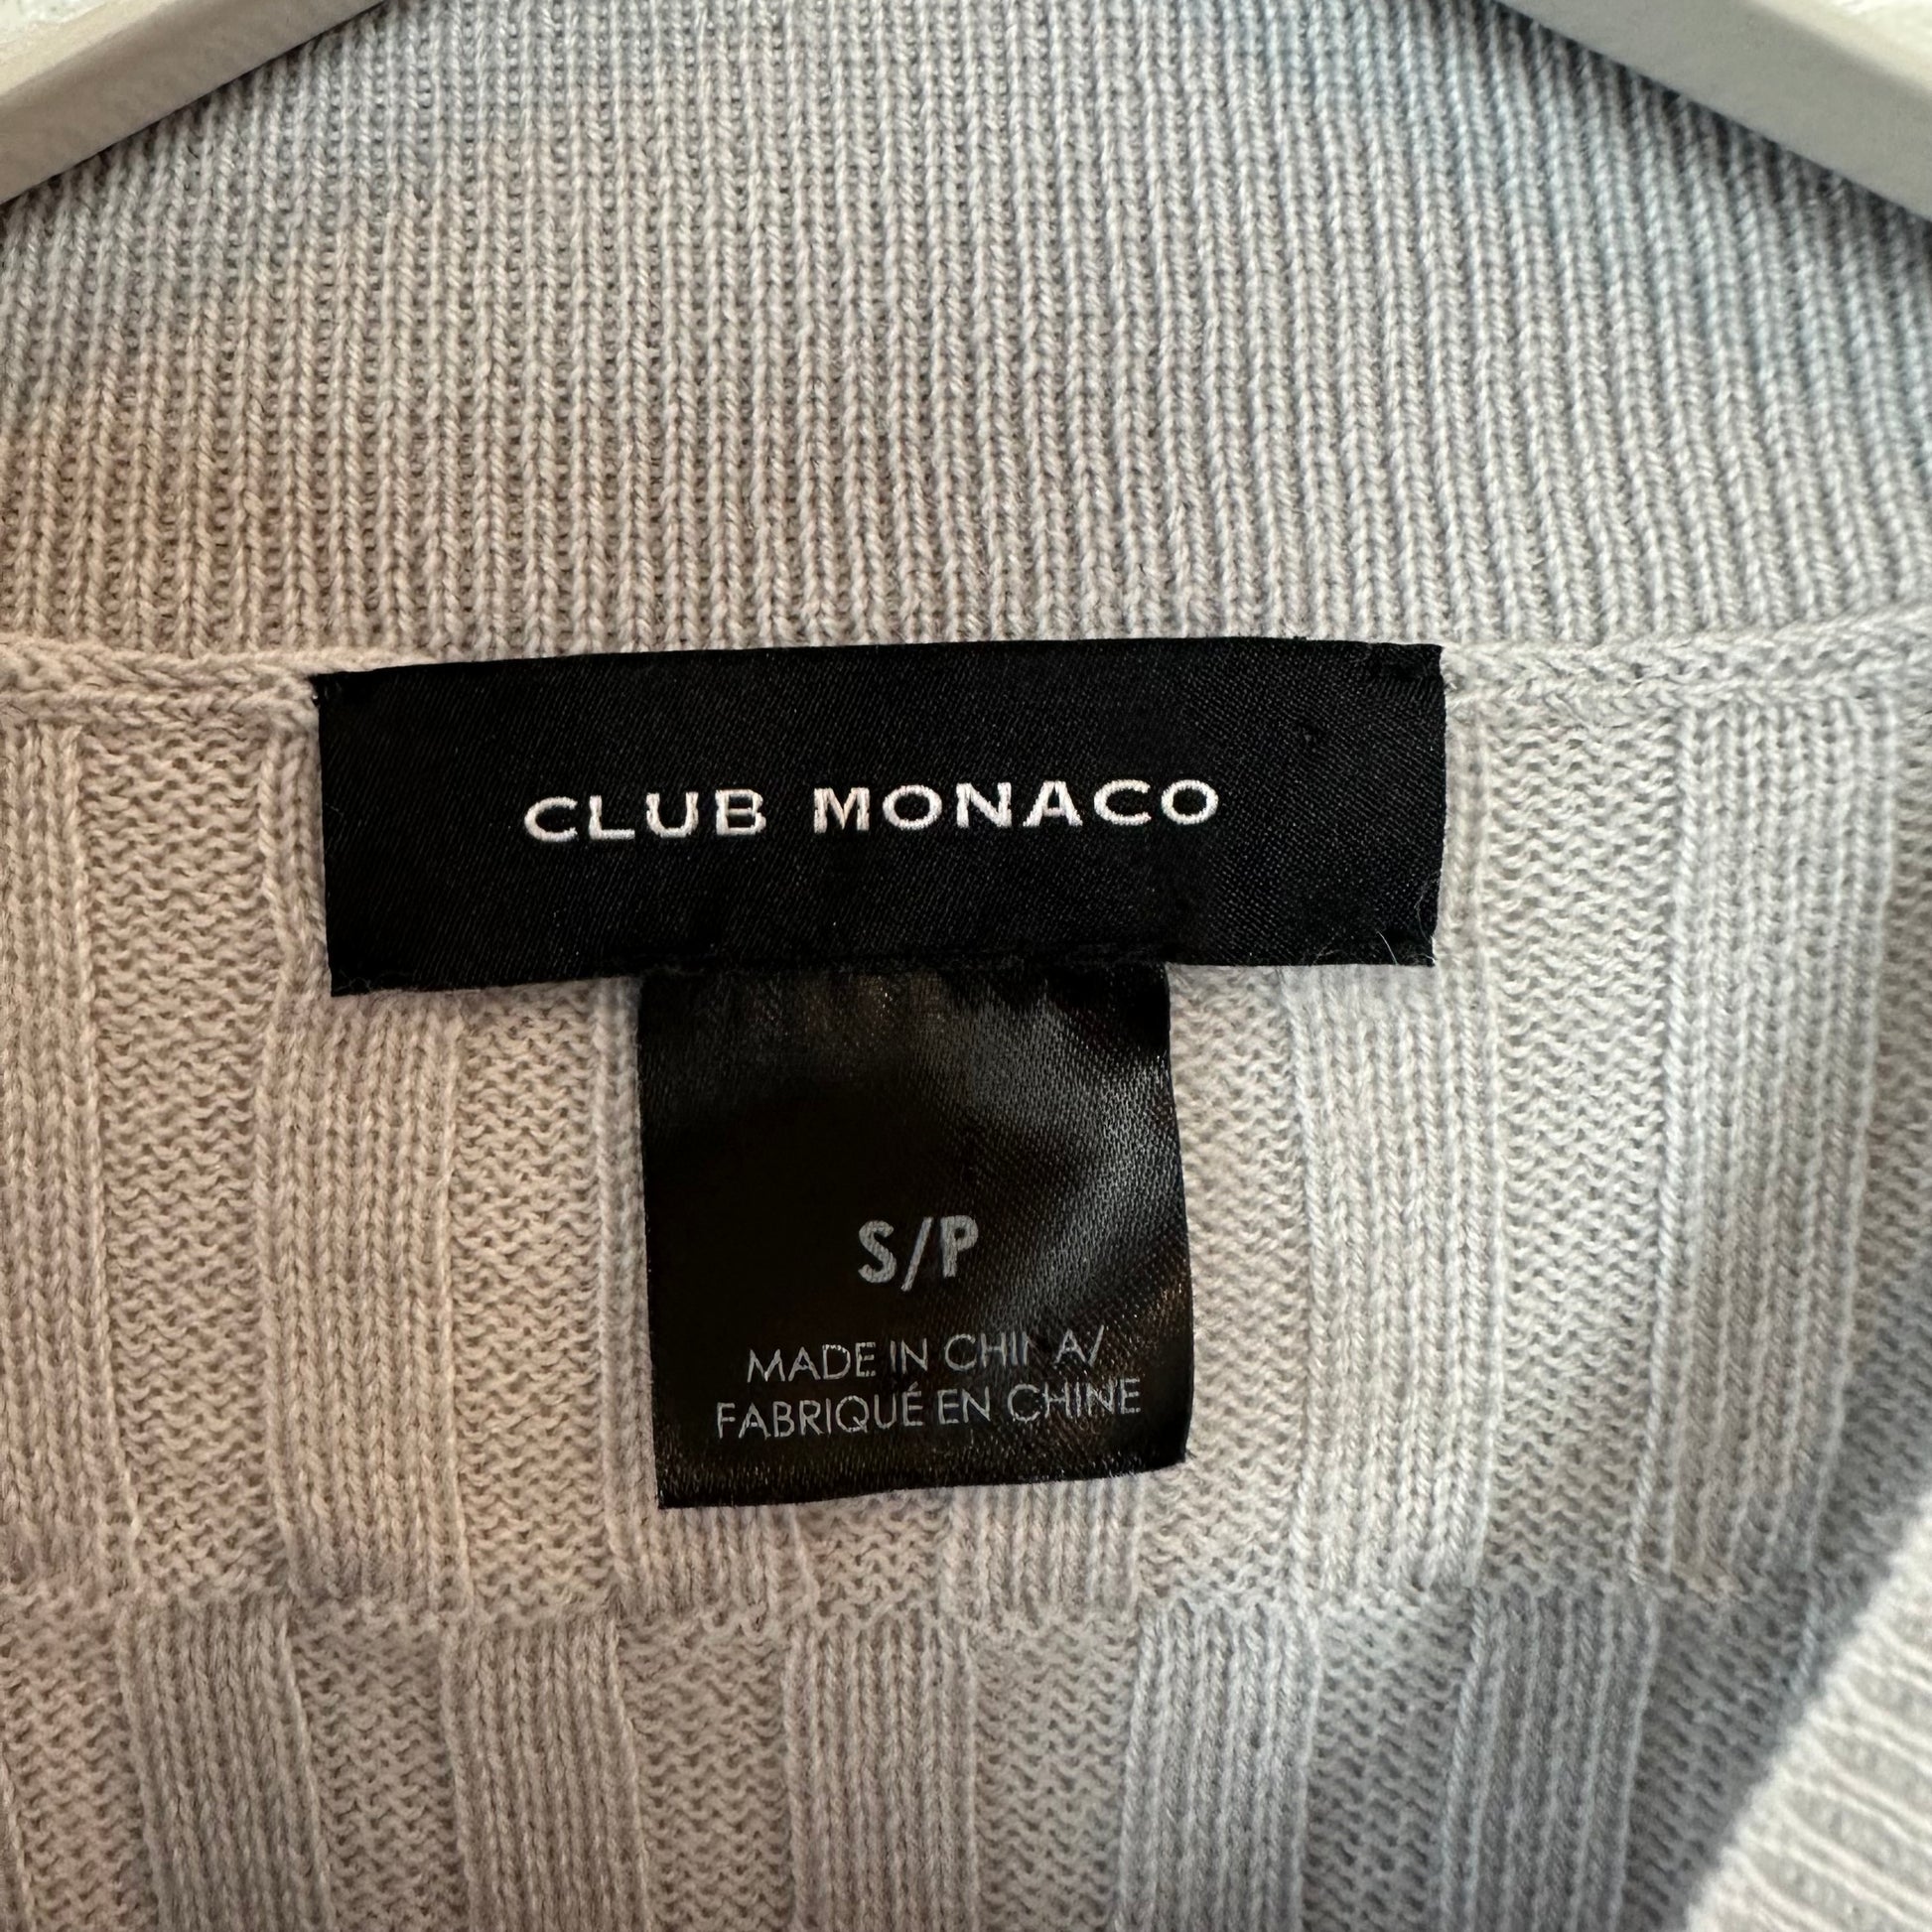 CLUB MONACO
S/P
MADE IN CHINA/
FABRIQUÉ EN CHINE